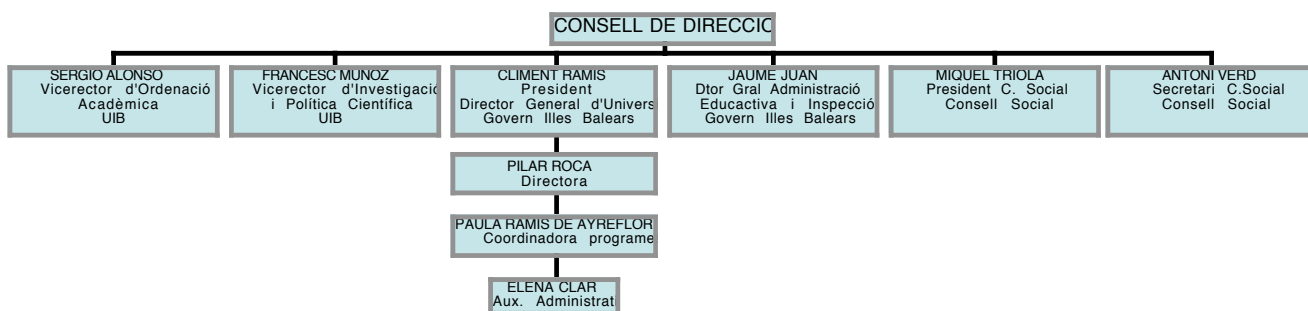 CONSELL DE DIRECCIO
SERGIO ALONSO
Vicerector d'Ordenació
Acadèmica
UIB
FRANCESC MUÑOZ
Vicerector d'Investigació
i Política Científica
UIB
CLIMENT RAMIS
President
Director General d'Univers
Govern Illes Balears
JAUME JUAN
Dtor Gral Administració
Educactiva i Inspecció
Govern Illes Balears
MIQUEL TRIOLA
President C. Social
Consell Social
ANTONI VERD
Secretari C.Social
Consell Social
PILAR ROCA
Directora
PAULA RAMIS DE AYREFLOR
Coordinadora programe
ELENA CLAR
Aux. Administrati